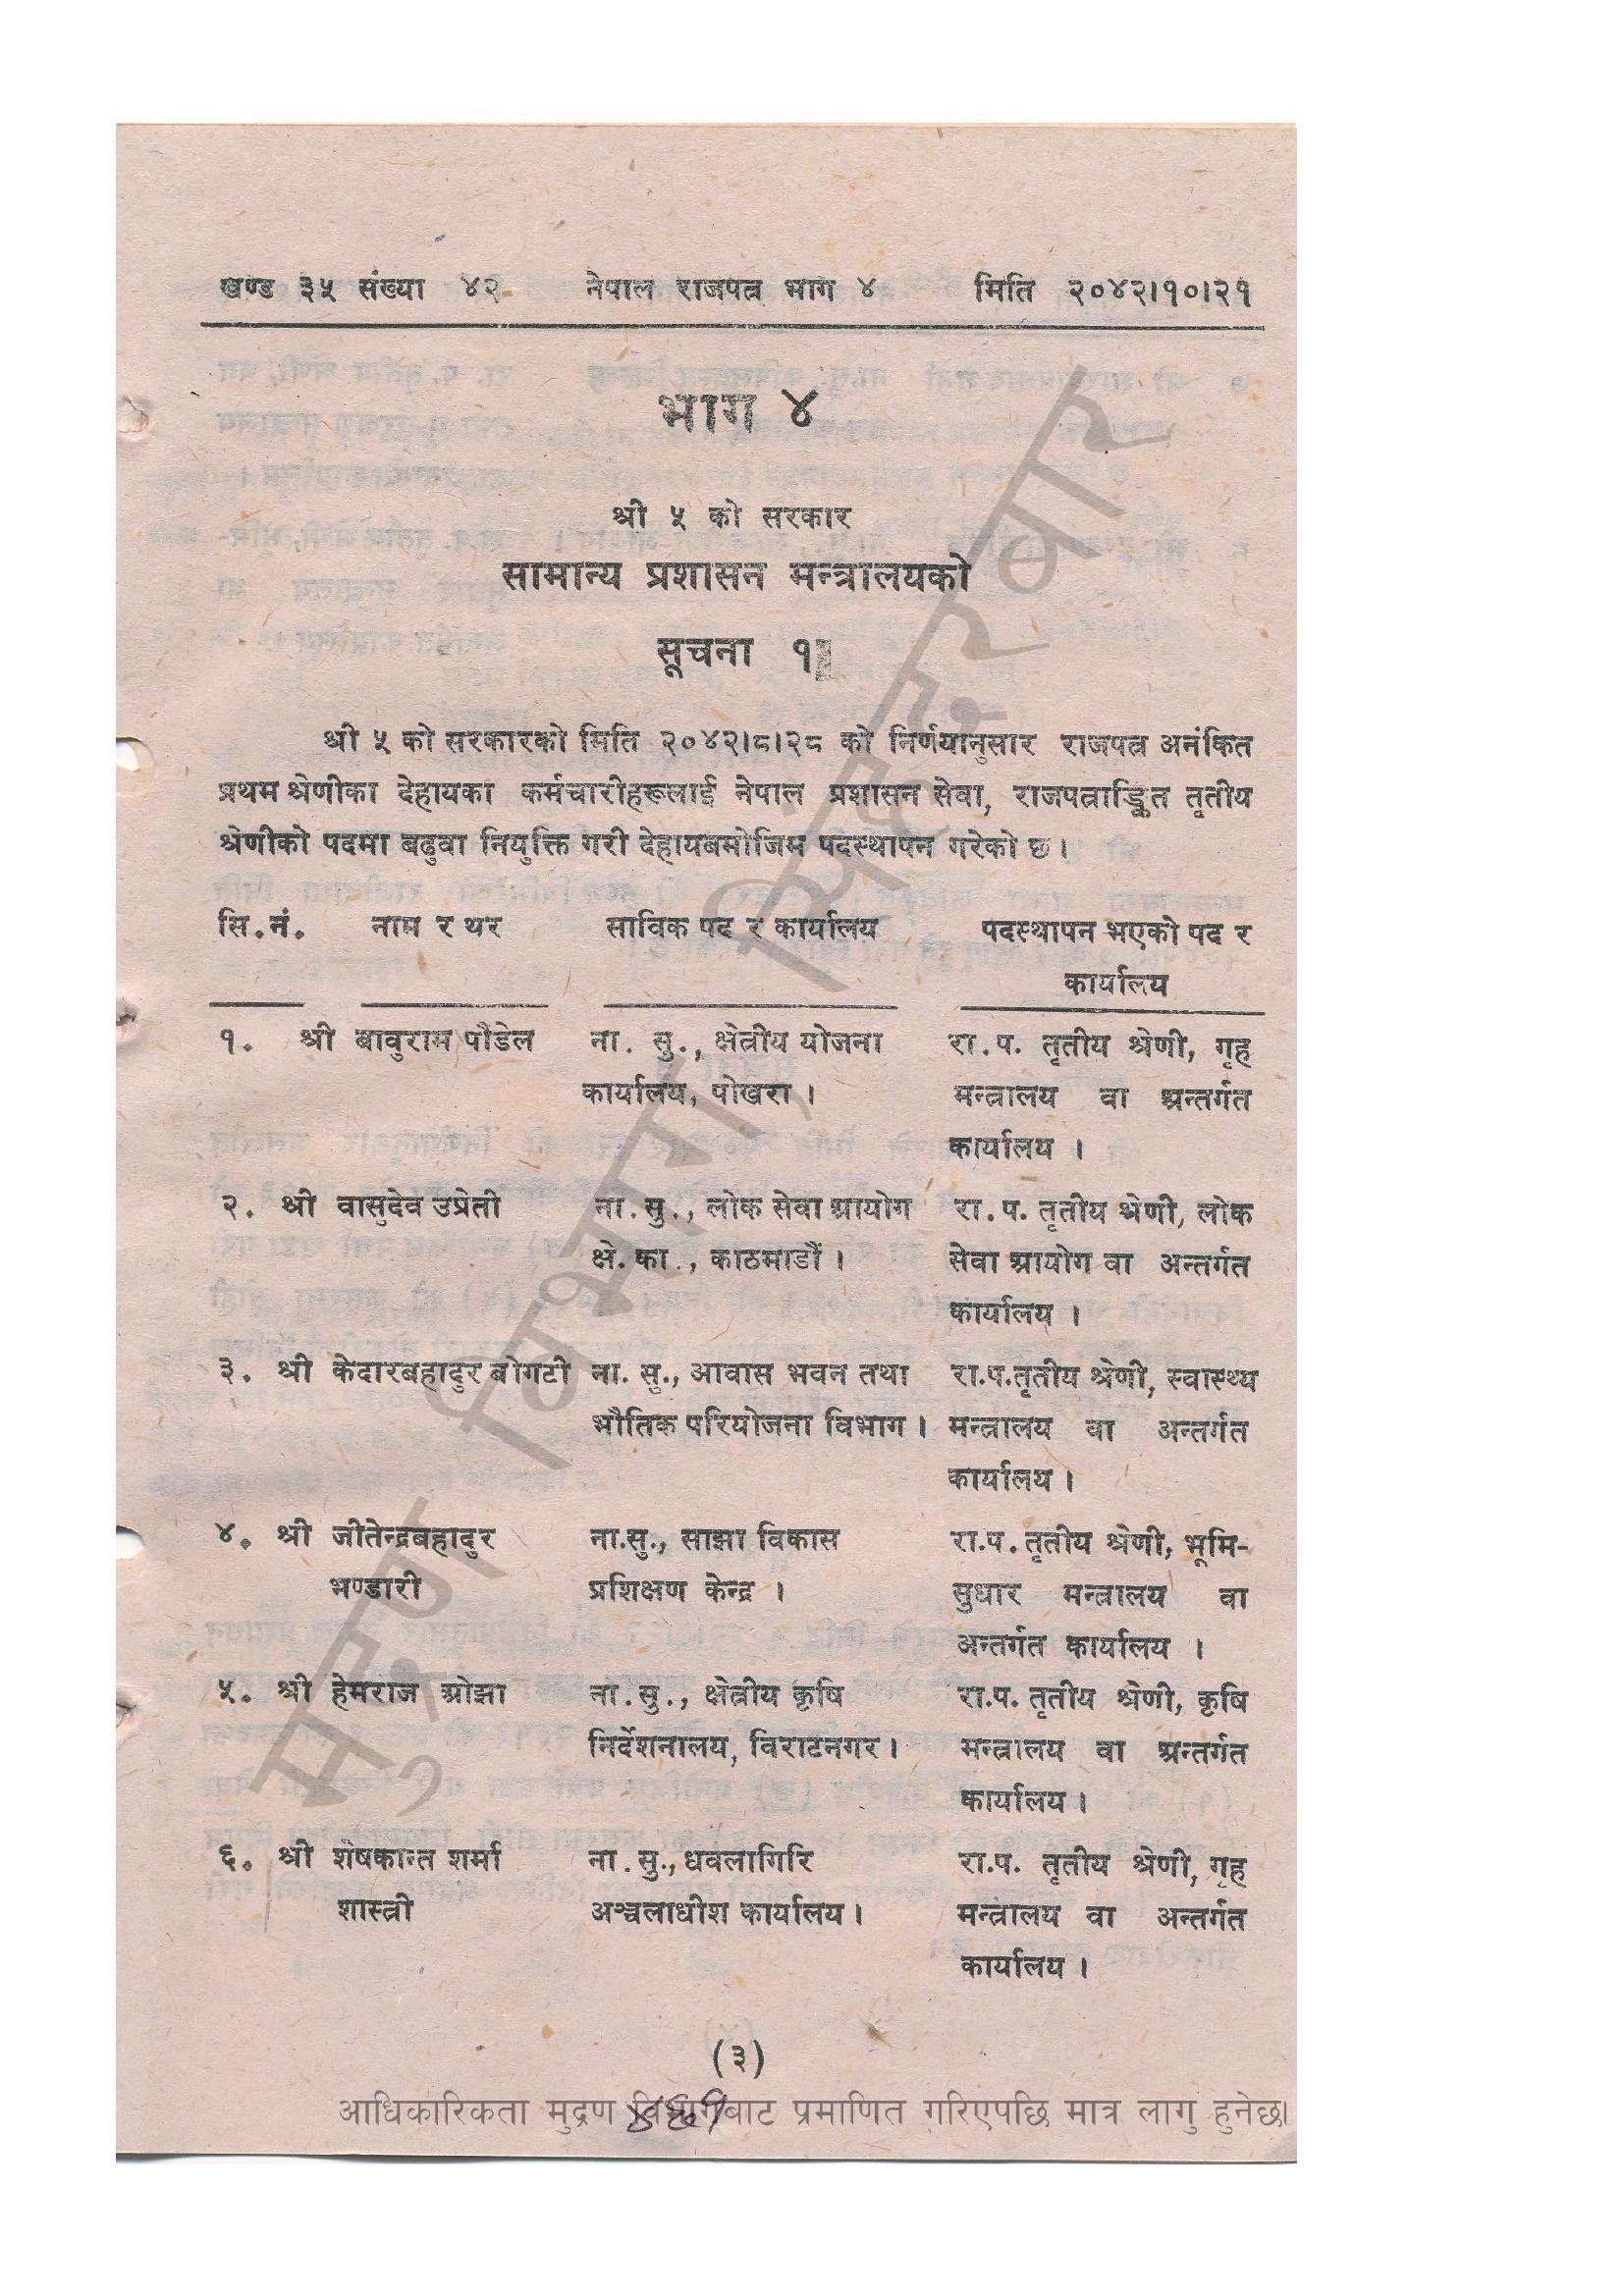 खण्ड ३५ संख्या ४२ नेपाल राजपत्र भाग ४ मिति २०४२।१०।२१
भाग ४
श्री ५ को सरकार
सामान्य प्रशासन मन्त्रालयको
सूचना १
श्री ५ को सरकारको मिति २०४२।८।२८ को निर्णयानुसार राजपत्र अनंकित
प्रथम श्रेणीका देहायका कर्मचारीहरूलाई नेपाल प्रशासन सेवा, राजपत्राङ्कित तृतीय
श्रेणीको पदमा बढुवा नियुक्ति गरी देहायबमोजिम पदस्थापन गरेको छ।
सि.नं. नाम र थर साविक पद र कार्यालय पदस्थापन भएको पद र
कार्यालय
१. श्री बावुराम पौडेल ना. सु., क्षेत्रीय योजना रा.प. तृतीय श्रेणी, गृह
कार्यालय, पोखरा । मन्त्रालय वा अन्तर्गत
कार्यालय ।
२. श्री वासुदेव उप्रेती ना. सु., लोक सेवा आयोग रा.प. तृतीय श्रेणी, लोक
क्षे.का., काठमाडौं । सेवा आयोग वा अन्तर्गत
कार्यालय ।
३. श्री केदारबहादुर बोगटी ना. सु., आवास भवन तथा रा.प.तृतीय श्रेणी, स्वास्थ्य
भौतिक परियोजना विभाग । मन्त्रालय वा अन्तर्गत
कार्यालय ।
४. श्री जीतेन्द्रबहादुर ना.सु., साझा विकास रा.प. तृतीय श्रेणी, भूमि-
भण्डारी प्रशिक्षण केन्द्र । सुधार मन्त्रालय वा
अन्तर्गत कार्यालय ।
५. श्री हेमराज ओझा ना. सु., क्षेत्रीय कृषि रा.प. तृतीय श्रेणी, कृषि
निर्देशनालय, विराटनगर । मन्त्रालय वा अन्तर्गत
कार्यालय ।
६. श्री शेषकान्त शर्मा ना. सु., धवलागिरि रा.प. तृतीय श्रेणी, गृह
शास्त्री अञ्चलाधीश कार्यालय । मन्त्रालय वा अन्तर्गत
कार्यालय ।
(३)
आधिकारिकता मुद्रण विभागबाट प्रमाणित गरिएपछि मात्र लागु हुनेछ।
४६१
मुद्रण विभाग, सिंहदरबार